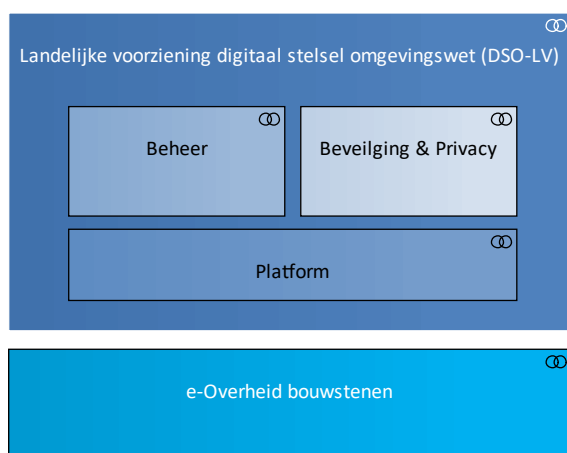 Landelijke voorziening digitaal stelsel omgevingswet (DSO-LV)
Beheer
Beveilging & Privacy
Platform
e-Overheid bouwstenen